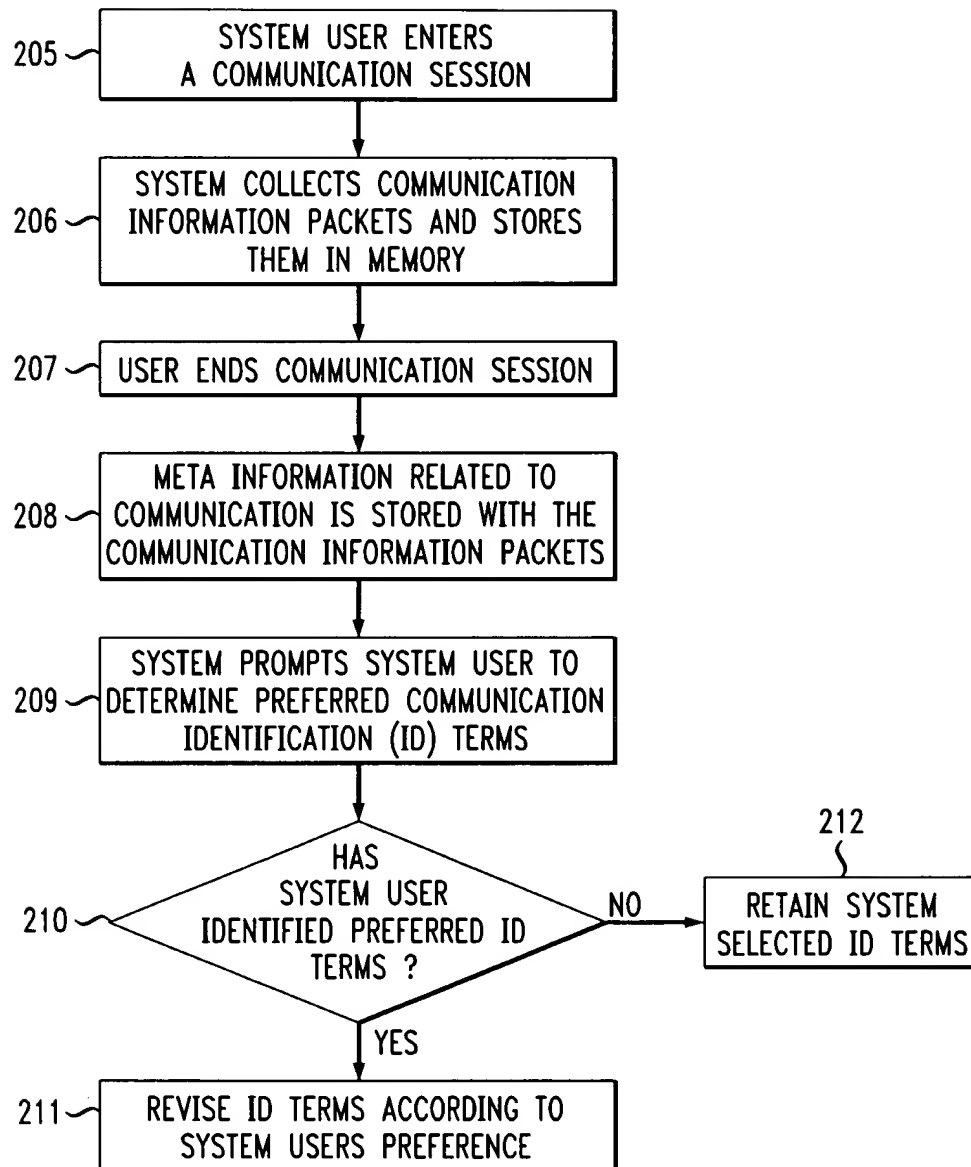 205
SYSTEM USER ENTERS
A COMMUNICATION SESSION
206
SYSTEM COLLECTS COMMUNICATION
INFORMATION PACKETS AND STORES
THEM IN MEMORY
207
USER ENDS COMMUNICATION SESSION
208
META INFORMATION RELATED TO
COMMUNICATION IS STORED WITH THE
COMMUNICATION INFORMATION PACKETS
209
SYSTEM PROMPTS SYSTEM USER TO
DETERMINE PREFERRED COMMUNICATION
IDENTIFICATION (ID) TERMS
210
HAS
SYSTEM USER
IDENTIFIED PREFERRED ID
TERMS ?
NO
212
RETAIN SYSTEM
SELECTED ID TERMS
YES
211
REVISE ID TERMS ACCORDING TO
SYSTEM USERS PREFERENCE